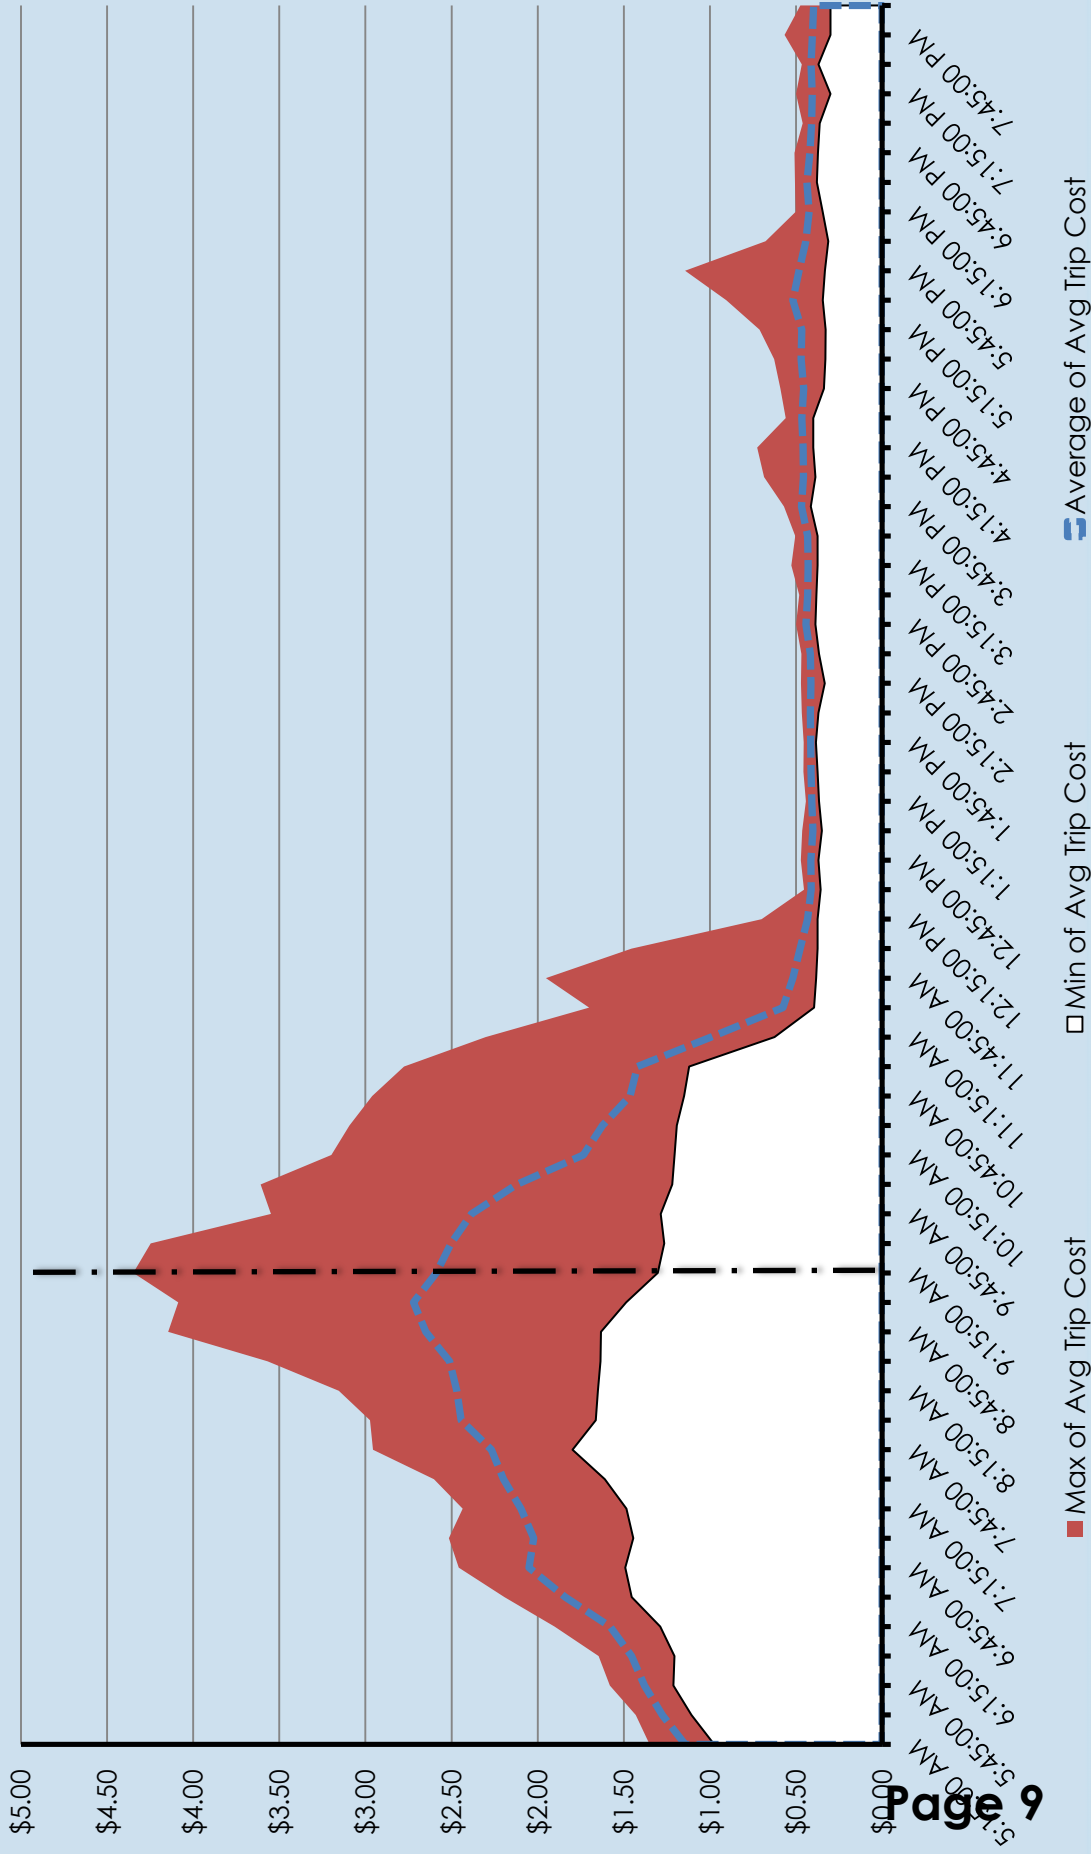 $5.00
$4.50
$4.00
$3.50
$3.00
$2.50
$2.00
$1.50
$1.00
$0.50
$0.00
5:15:00 AM
5:45:00 AM
6:15:00 AM
6:45:00 AM
7:15:00 AM
7:45:00 AM
8:15:00 AM
8:45:00 AM
9:15:00 AM
9:45:00 AM
10:15:00 AM
10:45:00 AM
11:15:00 AM
11:45:00 AM
12:15:00 PM
12:45:00 PM
1:15:00 PM
1:45:00 PM
2:15:00 PM
2:45:00 PM
3:15:00 PM
3:45:00 PM
4:15:00 PM
4:45:00 PM
5:15:00 PM
5:45:00 PM
6:15:00 PM
6:45:00 PM
7:15:00 PM
7:45:00 PM
Max of Avg Trip Cost
Min of Avg Trip Cost
Average of Avg Trip Cost
Page 9